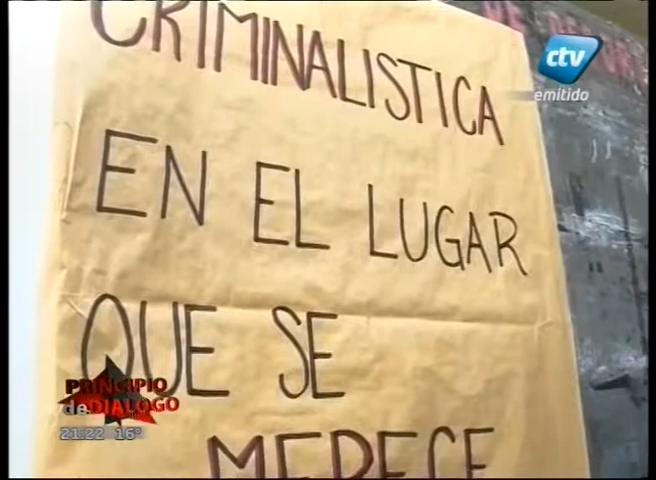 CRIMINALISTICA
EN EL LUGAR
QUE SE
MERECE
ctv
emitido
PRINCIPIO
de DIALOGO
21:22 16°